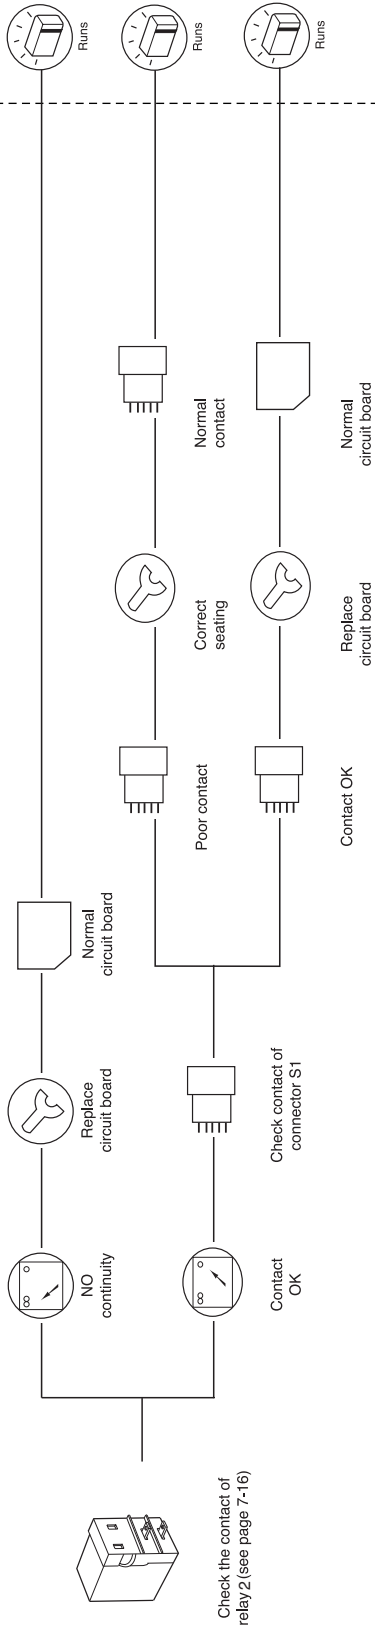 Check the contact of
relay 2 (see page 7-16)
NO
continuity
Replace
circuit board
Normal
circuit board
Runs
Contact
OK
Check contact of
connector S1
Poor contact
Correct
seating
Normal
contact
Runs
Contact OK
Replace
circuit board
Normal
circuit board
Runs